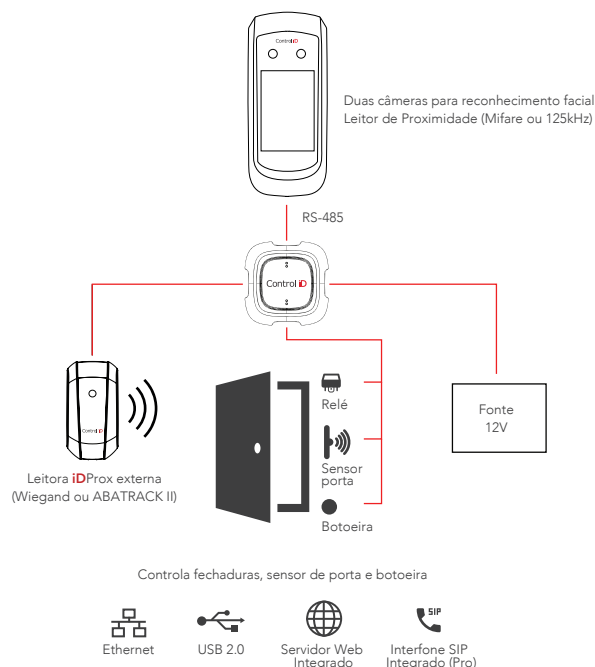 Control iD
Duas câmeras para reconhecimento facial
Leitor de Proximidade (Mifare ou 125kHz)
RS-485
Control iD
Control iD
Fonte
12V
Relé
Sensor
porta
Botoeira
Leitora iDProx externa
(Wiegand ou ABATRACK II)
Controla fechaduras, sensor de porta e botoeira
SIP
Ethernet
USB 2.0
Servidor Web
Integrado
Interfone SIP
Integrado (Pro)